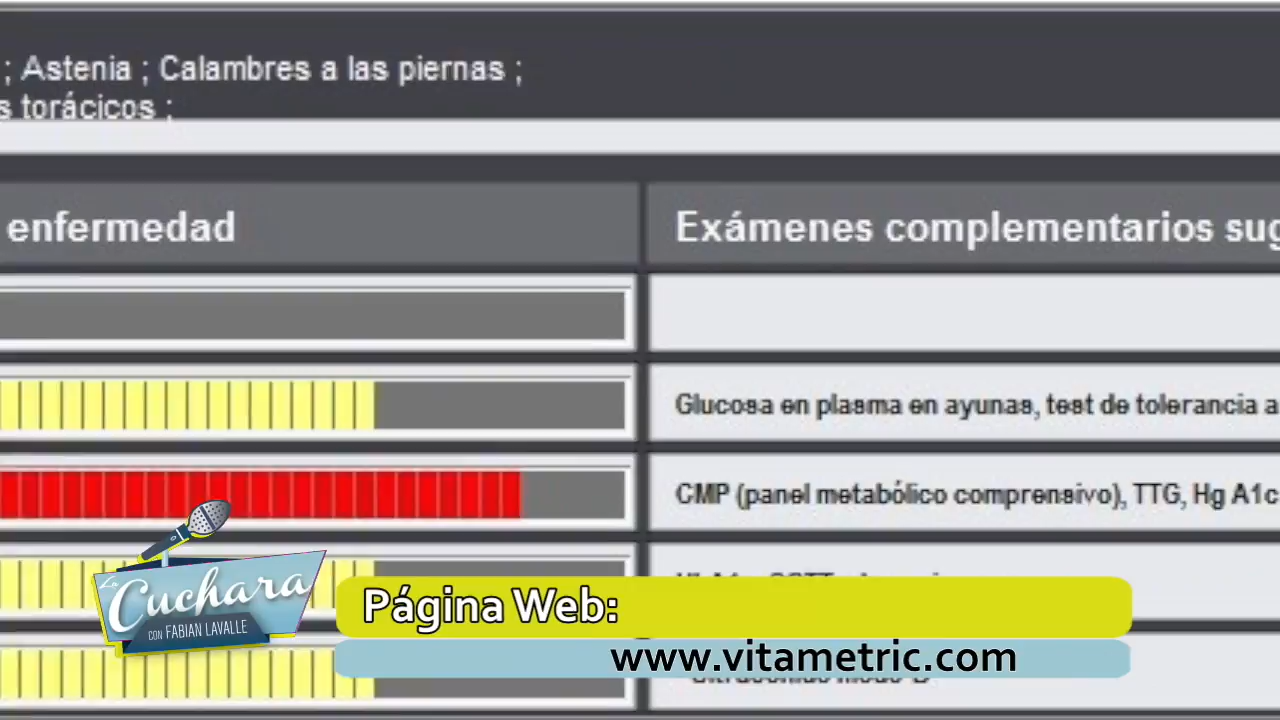 ; Astenia ; Calambres a las piernas ;
s torácicos ;
enfermedad
Exámenes complementarios sug
Glucosa en plasma en ayunas, test de tolerancia a
CMP (panel metabólico comprensivo), TTG, Hg A1c
La
Cuchara
CON FABIAN LAVALLE
Página Web:
www.vitametric.com